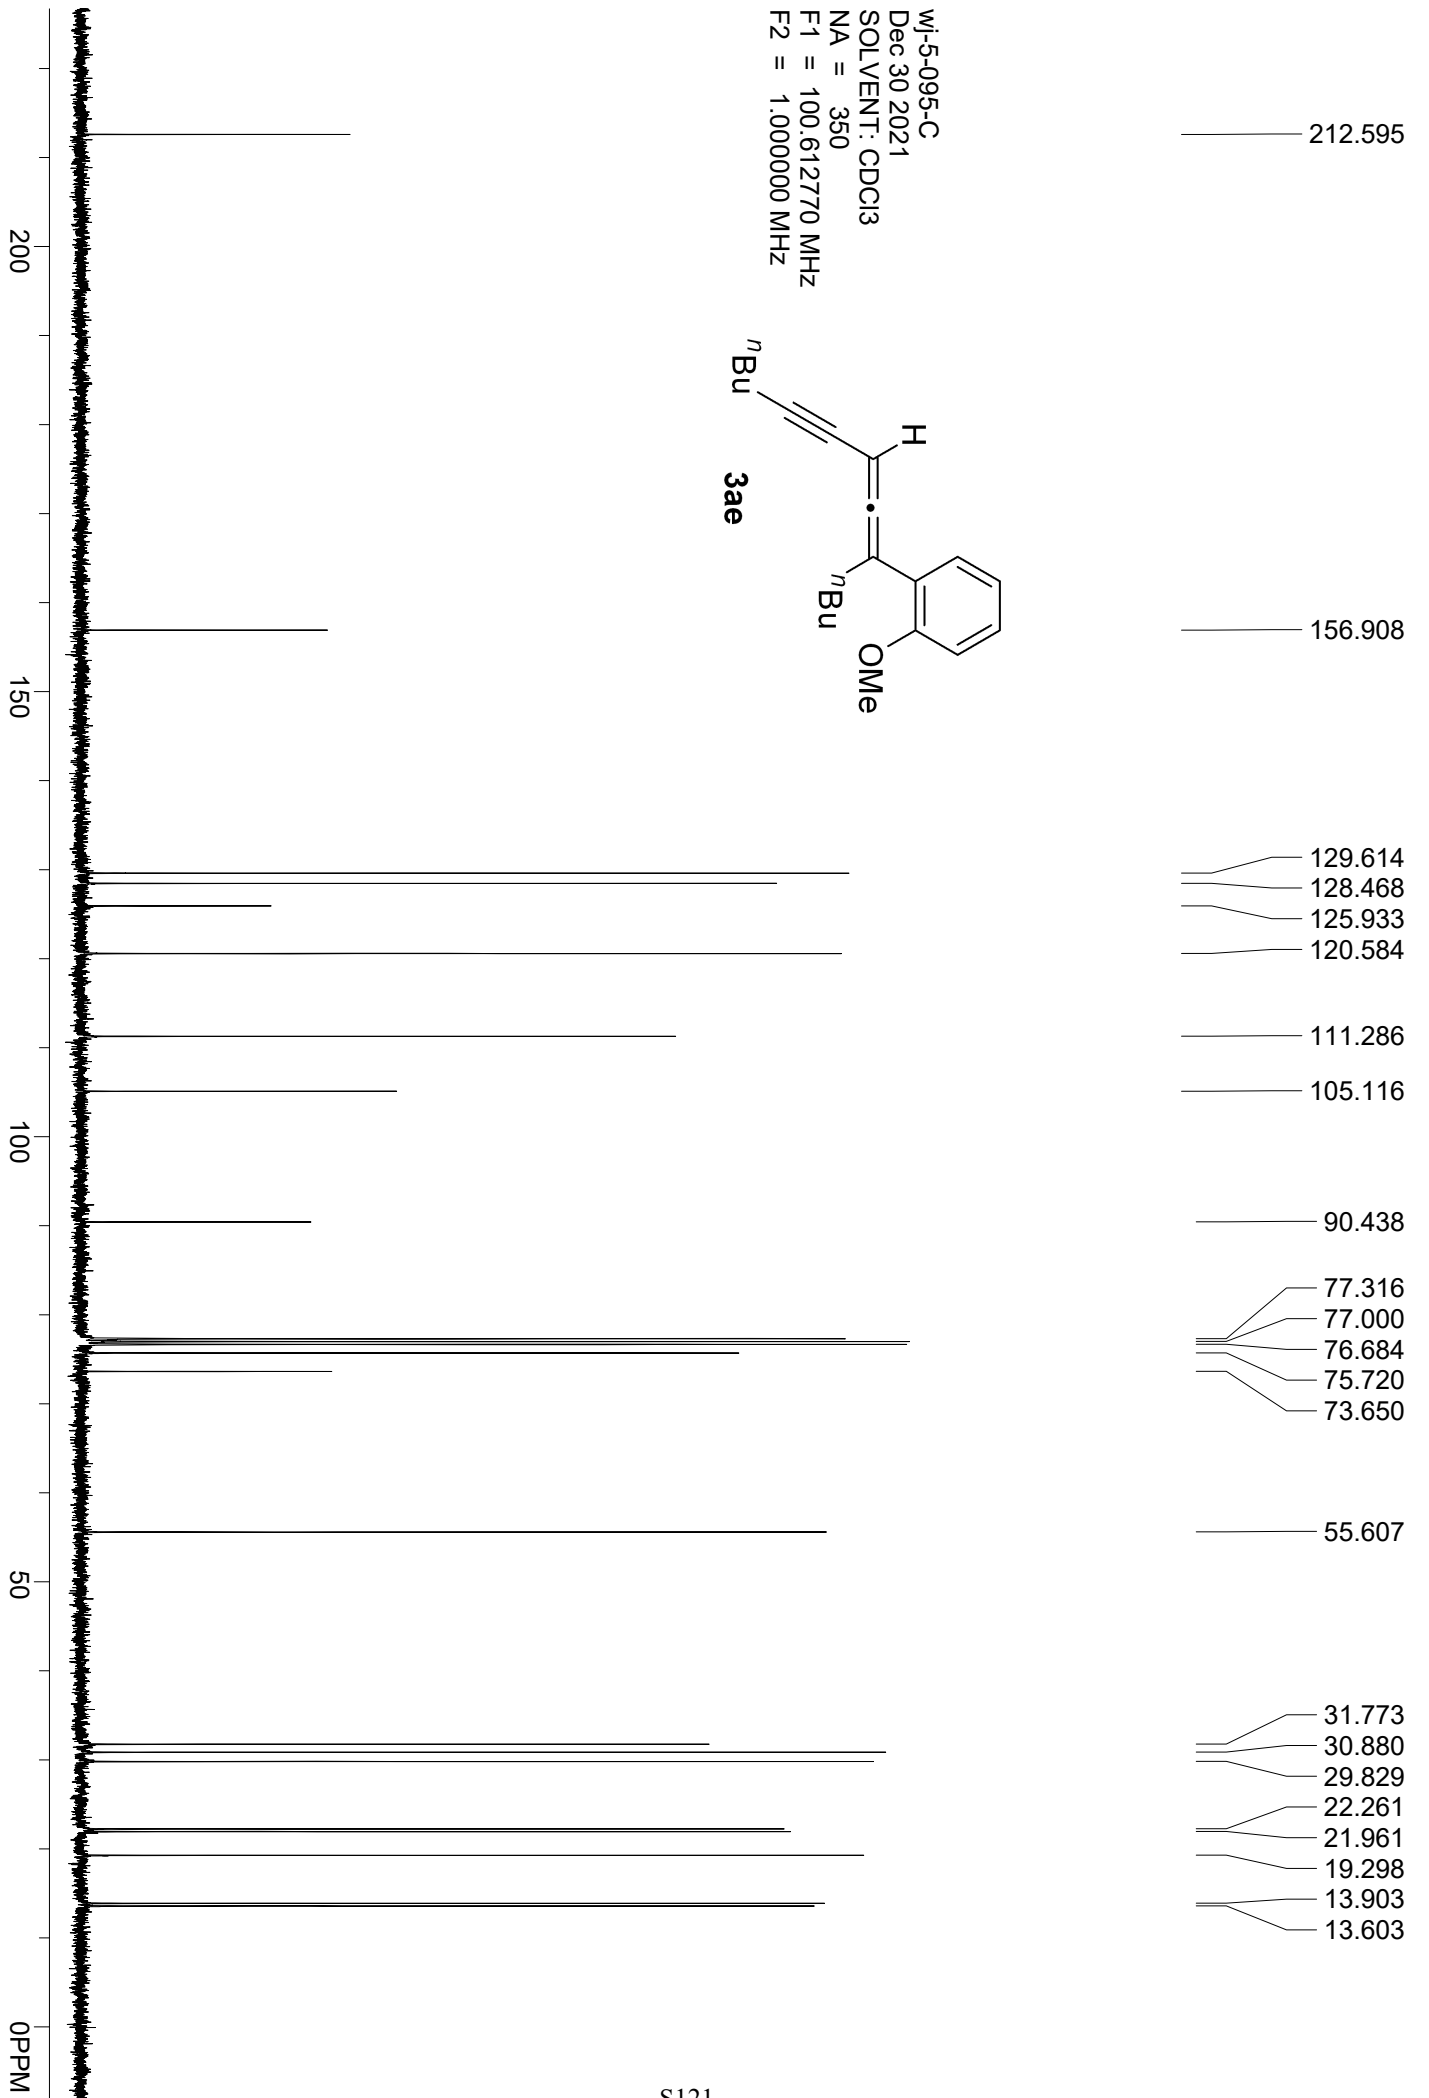 wj-5-095-C
Dec 30 2021
SOLVENT: CDCl3
NA = 350
F1 = 100.612770 MHz
F2 = 1.000000 MHz
H
nBu
nBu
OMe
3ae
212.595
156.908
129.614
128.468
125.933
120.584
111.286
105.116
90.438
77.316
77.000
76.684
75.720
73.650
55.607
31.773
30.880
29.829
22.261
21.961
19.298
13.903
13.603
200
150
100
50
0PPM
S121